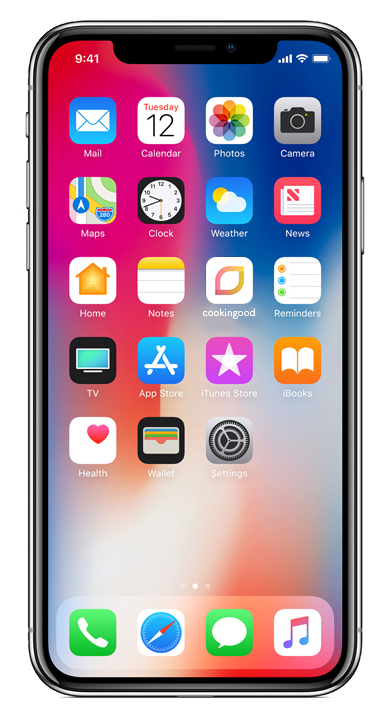 9:41
Tuesday
12
Mail
Calendar
Photos
Camera
280
Maps
Clock
Weather
News
Home
Notes
cookingood
Reminders
TV
App Store
iTunes Store
iBooks
Health
Wallet
Settings